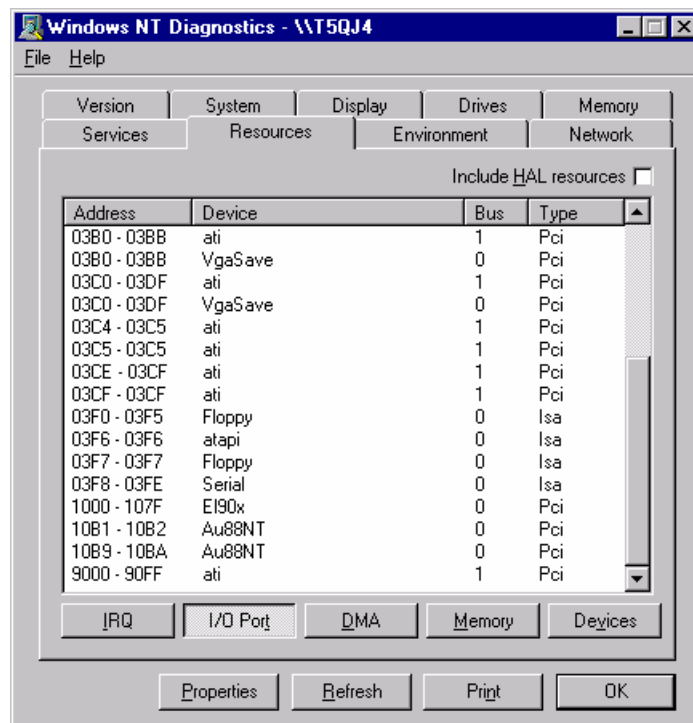 Windows NT Diagnostics - \\T5QJ4
File Help
Version System Display Drives Memory
Services Resources Environment Network
Include HAL resources
Address Device Bus Type
03B0 - 03BB ati 1 Pci
03B0 - 03BB VgaSave 0 Pci
03C0 - 03DF ati 1 Pci
03C0 - 03DF VgaSave 0 Pci
03C4 - 03C5 ati 1 Pci
03C5 - 03C5 ati 1 Pci
03CE - 03CF ati 1 Pci
03CF - 03CF ati 1 Pci
03F0 - 03F5 Floppy 0 Isa
03F6 - 03F6 atapi 0 Isa
03F7 - 03F7 Floppy 0 Isa
03F8 - 03FE Serial 0 Isa
1000 - 107F El90x 0 Pci
10B1 - 10B2 Au88NT 0 Pci
10B9 - 10BA Au88NT 0 Pci
9000 - 90FF ati 1 Pci
IRQ I/O Port DMA Memory Devices
Properties Refresh Print OK